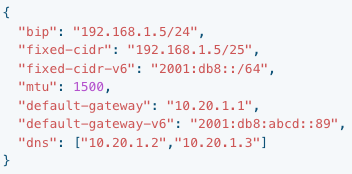 {
  "bip": "192.168.1.5/24",
  "fixed-cidr": "192.168.1.5/25",
  "fixed-cidr-v6": "2001:db8::/64",
  "mtu": 1500,
  "default-gateway": "10.20.1.1",
  "default-gateway-v6": "2001:db8:abcd::89",
  "dns": ["10.20.1.2","10.20.1.3"]
}